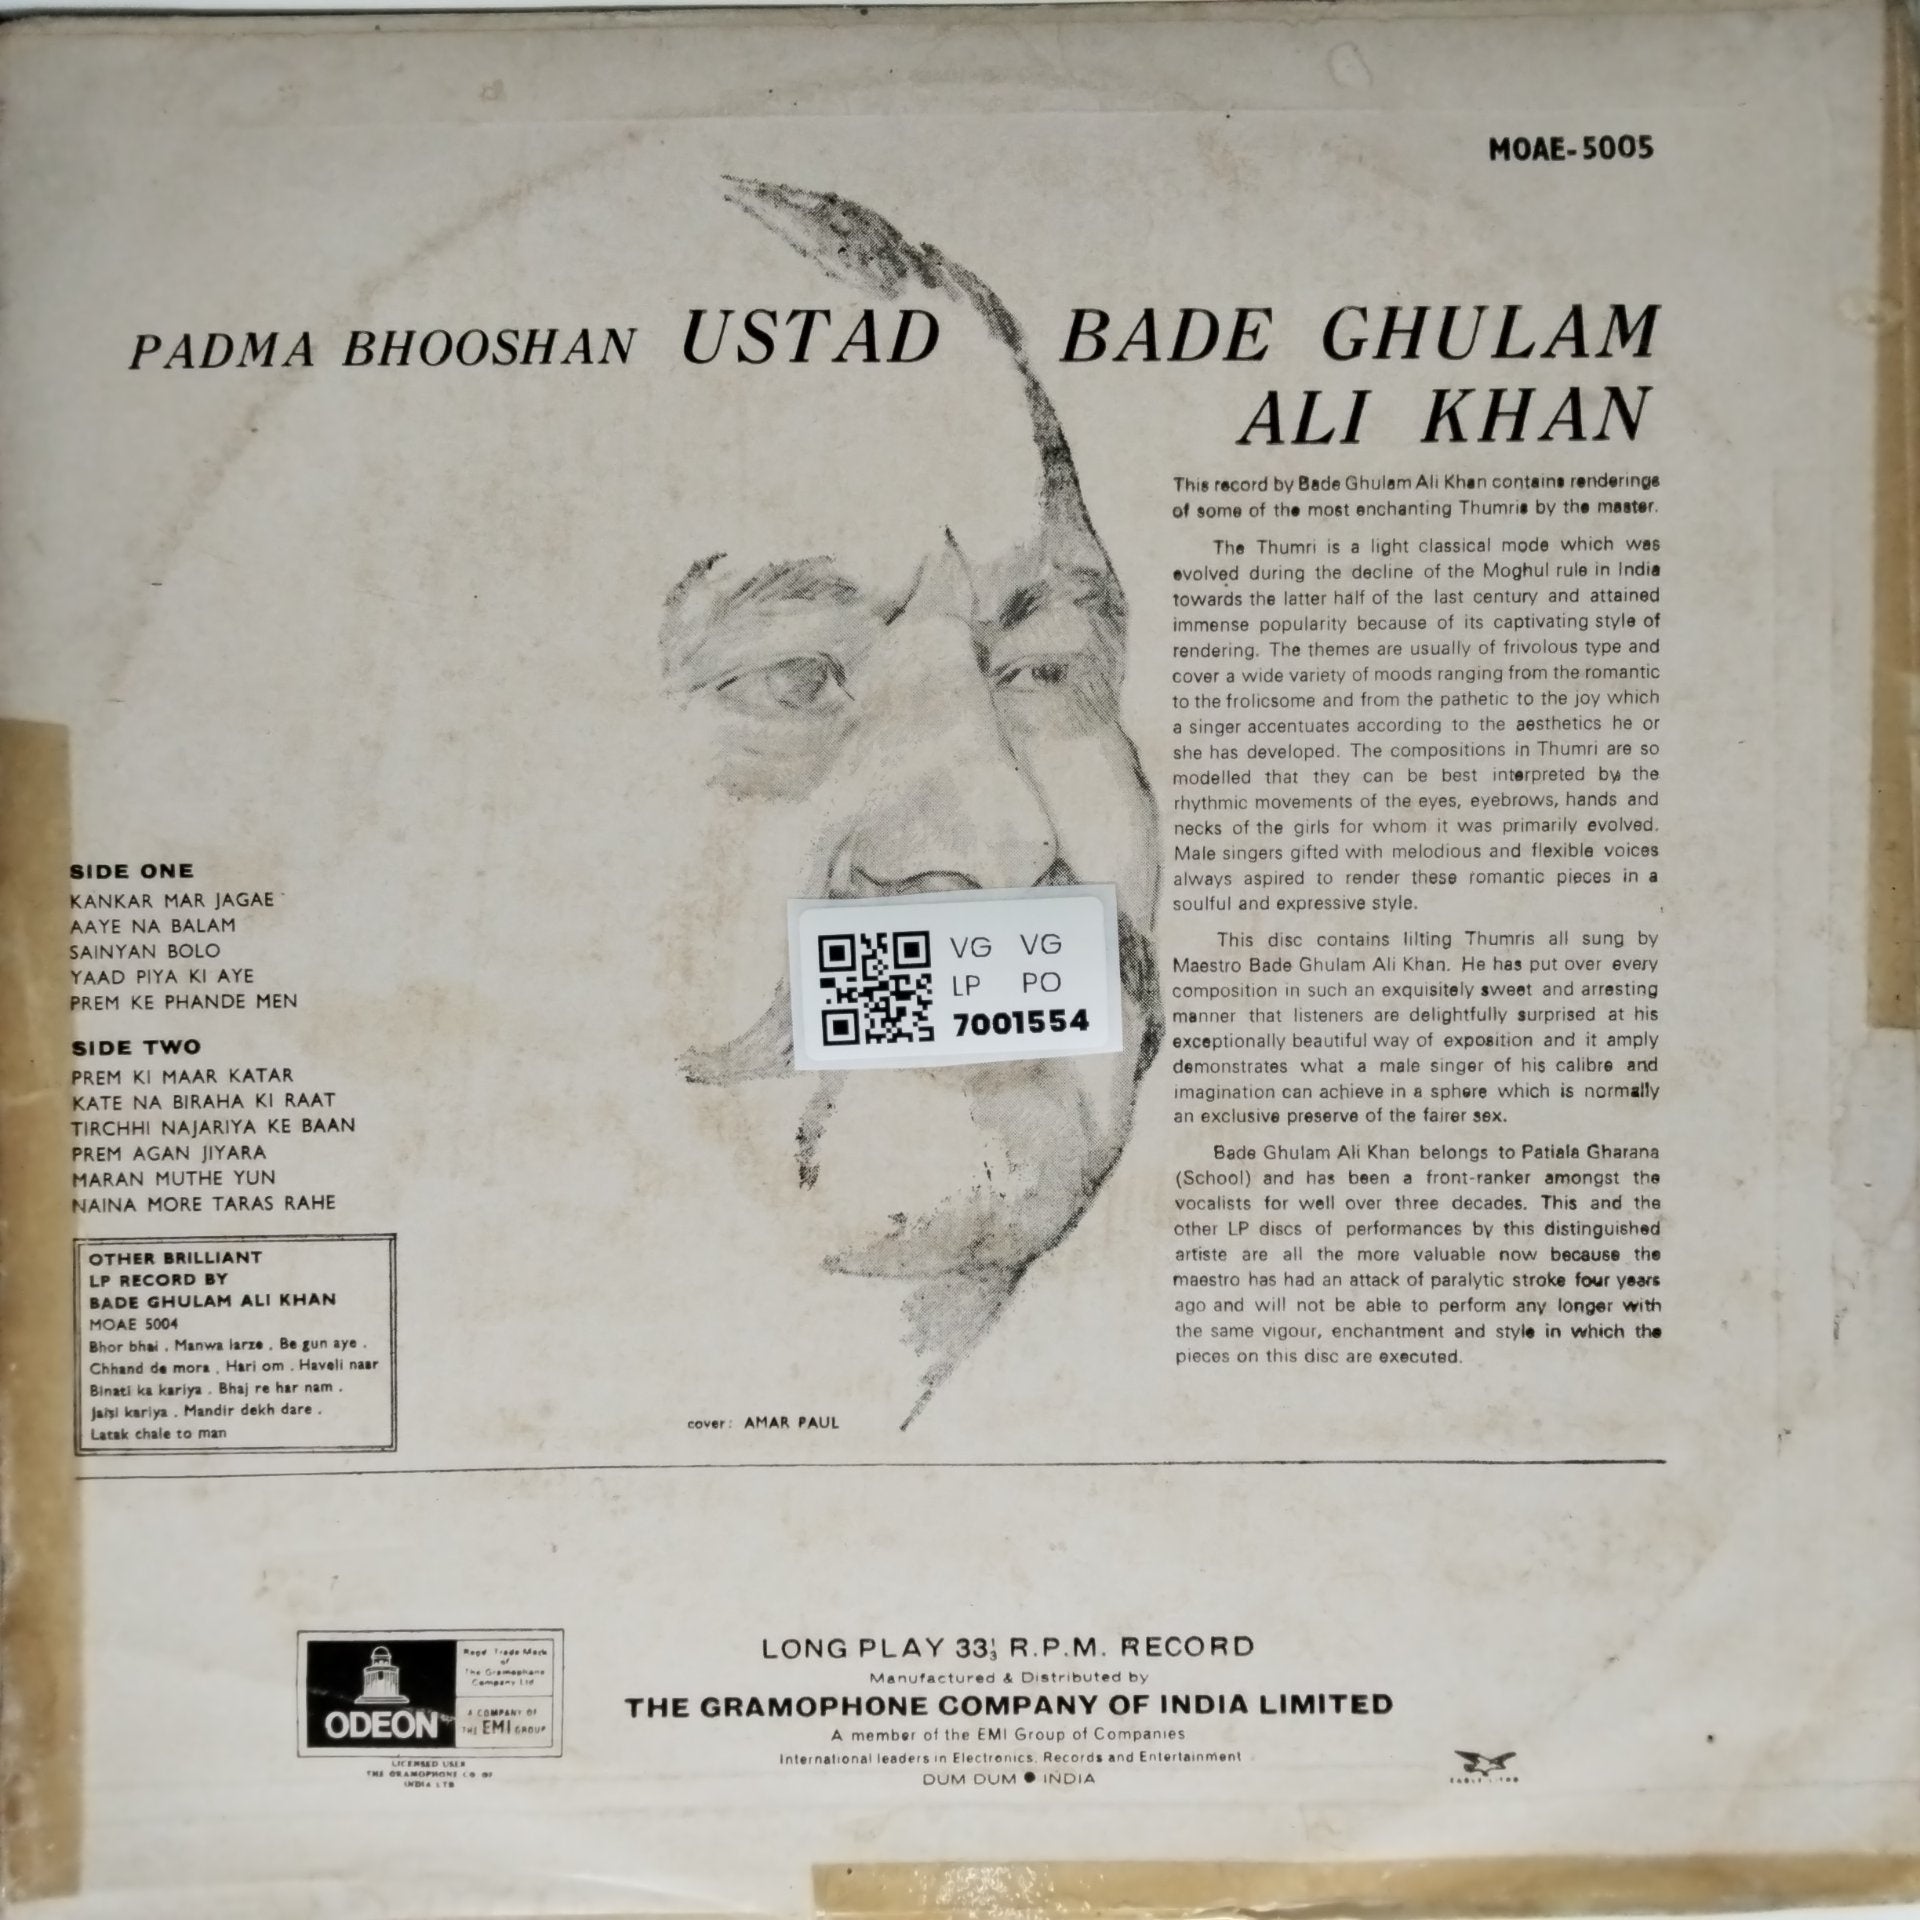 MOAE-5005
PADMA BHOOSHAN USTAD BADE GHULAM
ALI KHAN
This record by Bade Ghulam Ali Khan contains renderings
of some of the most enchanting Thumris by the master.
The Thumri is a light classical mode which was
evolved during the decline of the Moghul rule in India
towards the latter half of the last century and attained
immense popularity because of its captivating style of
rendering. The themes are usually of frivolous type and
cover a wide variety of moods ranging from the romantic
to the frolicsome and from the pathetic to the joy which
a singer accentuates according to the aesthetics he or
she has developed. The compositions in Thumri are so
modelled that they can be best interpreted by the
rhythmic movements of the eyes, eyebrows, hands and
necks of the girls for whom it was primarily evolved.
Male singers gifted with melodious and flexible voices
always aspired to render these romantic pieces in a
soulful and expressive style.
This disc contains lilting Thumris all sung by
Maestro Bade Ghulam Ali Khan. He has put over every
composition in such an exquisitely sweet and arresting
manner that listeners are delightfully surprised at his
exceptionally beautiful way of exposition and it amply
demonstrates what a male singer of his calibre and
imagination can achieve in a sphere which is normally
an exclusive preserve of the fairer sex.
Bade Ghulam Ali Khan belongs to Patiala Gharana
(School) and has been a front-ranker amongst the
vocalists for well over three decades. This and the
other LP discs of performances by this distinguished
artiste are all the more valuable now because the
maestro has had an attack of paralytic stroke four years
ago and will not be able to perform any longer with
the same vigour, enchantment and style in which the
pieces on this disc are executed.
SIDE ONE
KANKAR MAR JAGAE
AAYE NA BALAM
SAINYAN BOLO
YAAD PIYA KI AYE
PREM KE PHANDE MEN
SIDE TWO
PREM KI MAAR KATAR
KATE NA BIRAHA KI RAAT
TIRCHHI NAJARIYA KE BAAN
PREM AGAN JIYARA
MARAN MUTHE YUN
NAINA MORE TARAS RAHE
OTHER BRILLIANT
LP RECORD BY
BADE GHULAM ALI KHAN
MOAE 5004
Bhor bhai . Manwa larze . Be gun aye .
Chhand de mora . Hari om . Haveli naar
Binati ka kariya . Bhaj re har nam .
Jaisi kariya . Mandir dekh dare .
Latak chale to man
VG VG
LP PO
7001554
cover: AMAR PAUL
ODEON
Regd Trade Mark
of
The Gramophone
Company Ltd
A COMPANY OF
THE EMI GROUP
LICENSED USER
THE GRAMOPHONE CO OF
INDIA LTD
LONG PLAY 33⅓ R.P.M. RECORD
Manufactured & Distributed by
THE GRAMOPHONE COMPANY OF INDIA LIMITED
A member of the EMI Group of Companies
International leaders in Electronics, Records and Entertainment
DUM DUM ● INDIA